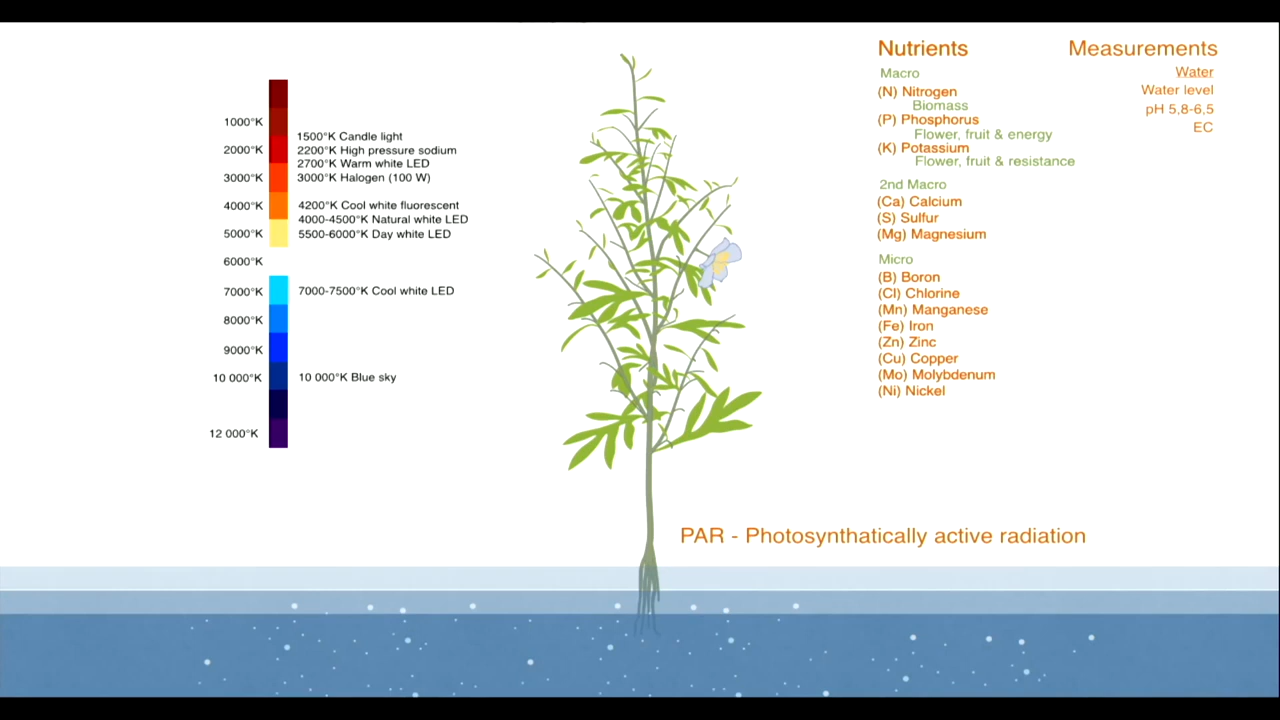 1000°K
2000°K
3000°K
4000°K
5000°K
6000°K
7000°K
8000°K
9000°K
10 000°K
12 000°K
1500°K Candle light
2200°K High pressure sodium
2700°K Warm white LED
3000°K Halogen (100 W)
4200°K Cool white fluorescent
4000-4500°K Natural white LED
5500-6000°K Day white LED
7000-7500°K Cool white LED
10 000°K Blue sky
Nutrients
Macro
(N) Nitrogen
Biomass
(P) Phosphorus
Flower, fruit & energy
(K) Potassium
Flower, fruit & resistance
2nd Macro
(Ca) Calcium
(S) Sulfur
(Mg) Magnesium
Micro
(B) Boron
(Cl) Chlorine
(Mn) Manganese
(Fe) Iron
(Zn) Zinc
(Cu) Copper
(Mo) Molybdenum
(Ni) Nickel
Measurements
Water
Water level
pH 5,8-6,5
EC
PAR - Photosynthatically active radiation